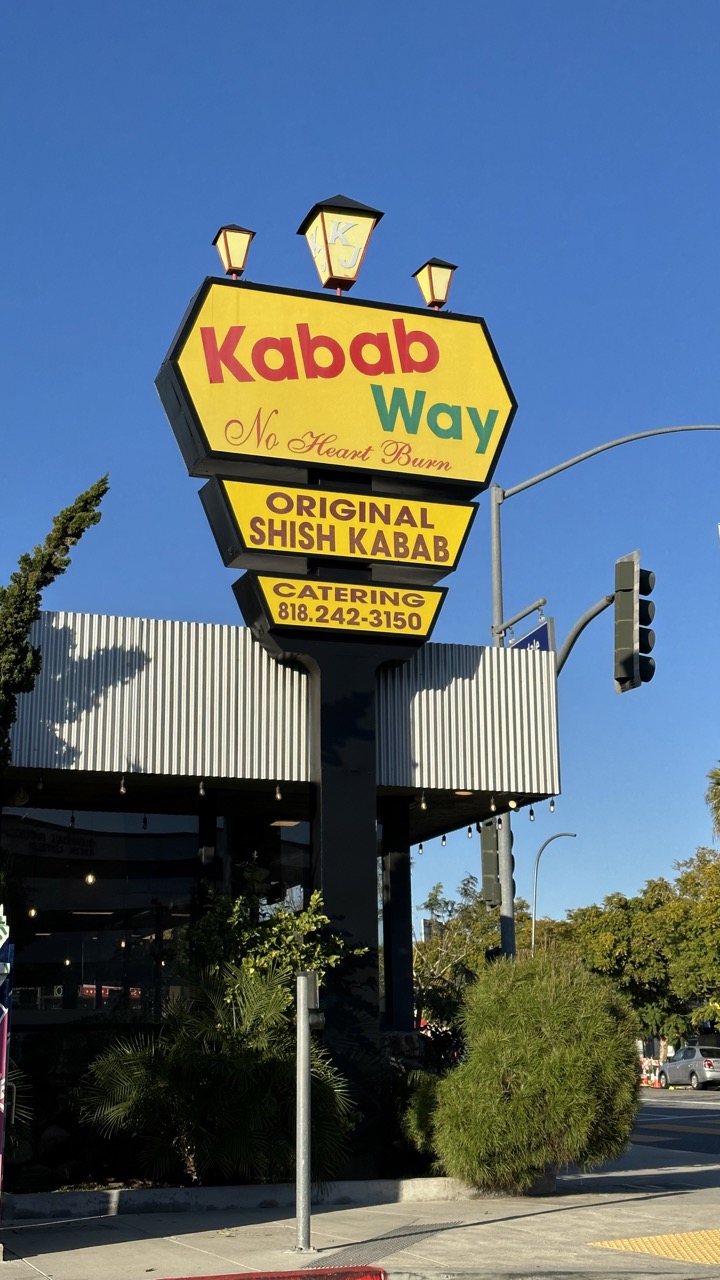 KJ
Kabab
Way
No Heart Burn
ORIGINAL
SHISH KABAB
CATERING
818.242-3150